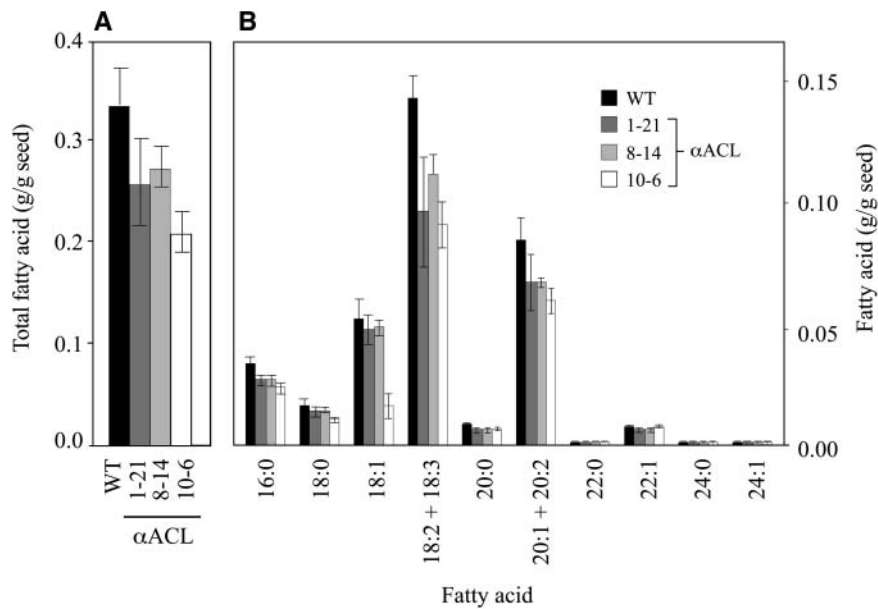 A
B
Total fatty acid (g/g seed)
0.4
0.3
0.2
0.1
0.0
WT
1-21
8-14
10-6
αACL
WT
1-21
8-14
10-6
αACL
0.15
0.10
0.05
0.00
Fatty acid (g/g seed)
16:0
18:0
18:1
18:2 + 18:3
20:0
20:1 + 20:2
22:0
22:1
24:0
24:1
Fatty acid